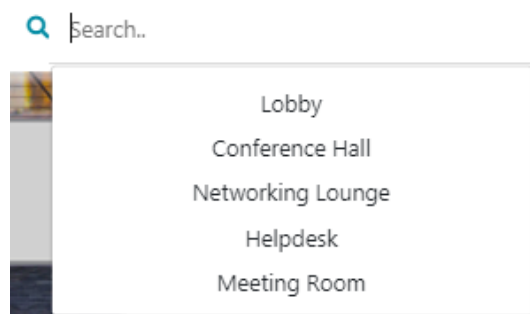 Search..
Lobby
Conference Hall
Networking Lounge
Helpdesk
Meeting Room